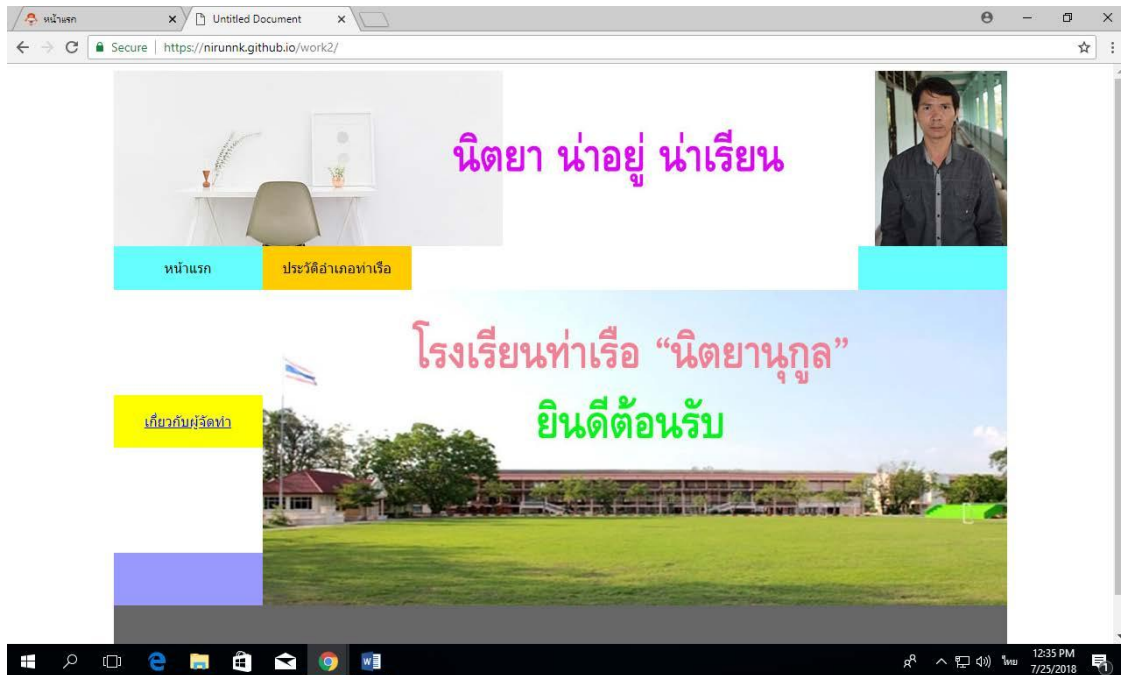 หน้าแรก
Untitled Document
Secure
https://nirunnk.github.io/work2/
นิตยา น่าอยู่ น่าเรียน
หน้าแรก
ประวัติอำเภอท่าเรือ
โรงเรียนท่าเรือ “นิตยานุกูล”
ยินดีต้อนรับ
เกี่ยวกับผู้จัดทำ
ไทย
12:35 PM
7/25/2018
1